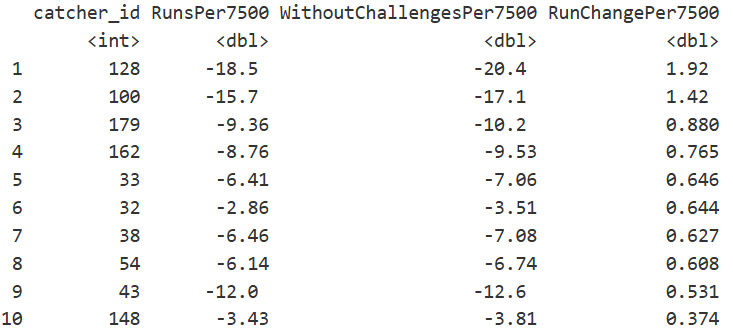 catcher_id RunsPer7500 WithoutChallengesPer7500 RunChangePer7500
<int> <dbl> <dbl> <dbl>
1 128 -18.5 -20.4 1.92
2 100 -15.7 -17.1 1.42
3 179 -9.36 -10.2 0.880
4 162 -8.76 -9.53 0.765
5 33 -6.41 -7.06 0.646
6 32 -2.86 -3.51 0.644
7 38 -6.46 -7.08 0.627
8 54 -6.14 -6.74 0.608
9 43 -12.0 -12.6 0.531
10 148 -3.43 -3.81 0.374